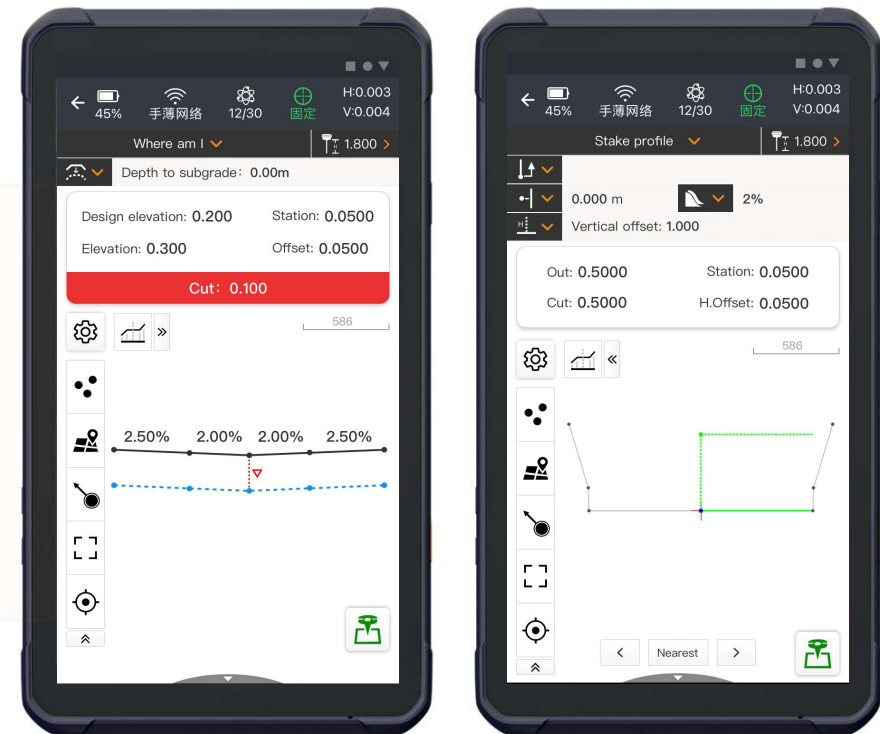 45%
手薄网络
12/30
固定
H:0.003
V:0.004
Where am I
1.800
Depth to subgrade: 0.00m
Design elevation: 0.200
Station: 0.0500
Elevation: 0.300
Offset: 0.0500
Cut: 0.100
586
2.50% 2.00% 2.00% 2.50%
45%
手薄网络
12/30
固定
H:0.003
V:0.004
Stake profile
1.800
0.000 m
2%
H
Vertical offset: 1.000
Out: 0.5000
Station: 0.0500
Cut: 0.5000
H.Offset: 0.0500
586
Nearest